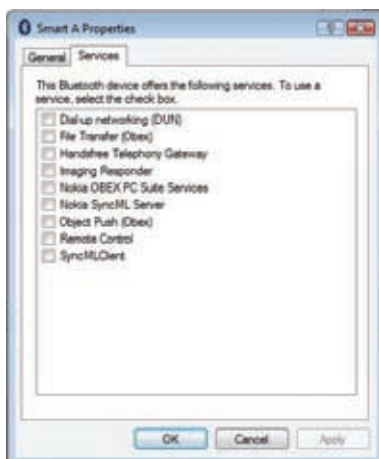 Smart A Properties
General
Services
This Bluetooth device offers the following services. To use a
service, select the check box.
Dial-up networking (DUN)
File Transfer (Obex)
Handsfree Telephony Gateway
Imaging Responder
Nokia OBEX PC Suite Services
Nokia SyncML Server
Object Push (Obex)
Remote Control
SyncMLClient
OK
Cancel
Apply